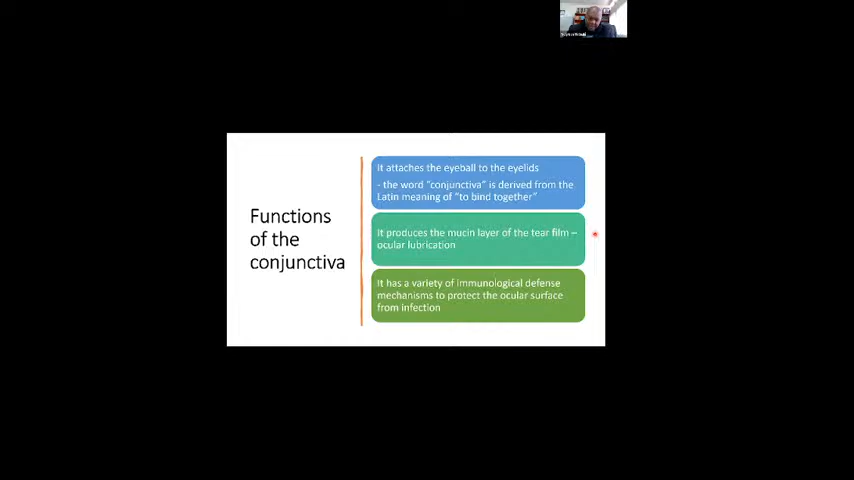 Functions
of the
conjunctiva
It attaches the eyeball to the eyelids
- the word "conjunctiva" is derived from the
Latin meaning of "to bind together"
It produces the mucin layer of the tear film –
ocular lubrication
It has a variety of immunological defense
mechanisms to protect the ocular surface
from infection